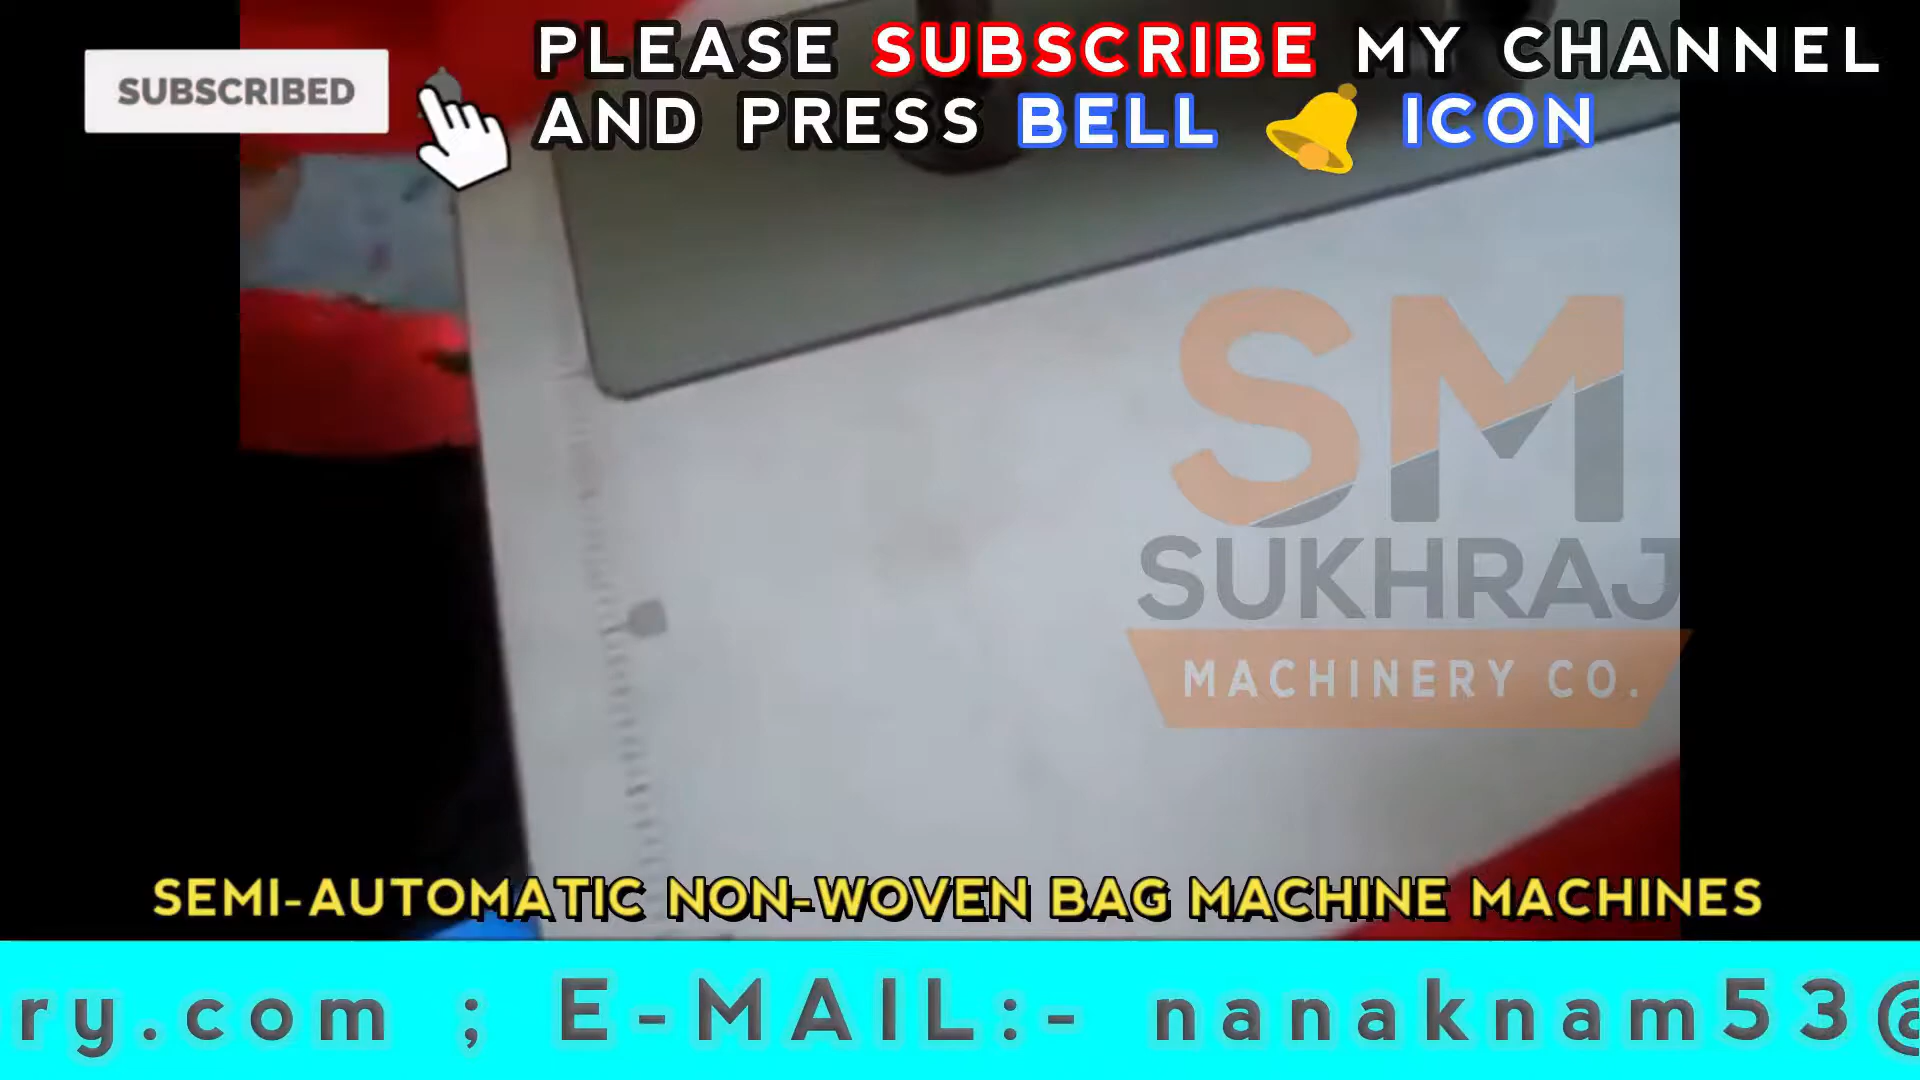 SUBSCRIBED
PLEASE SUBSCRIBE MY CHANNEL
AND PRESS BELL 🔔 ICON
SM
SUKHRAJ
MACHINERY CO.
SEMI-AUTOMATIC NON-WOVEN BAG MACHINE MACHINES
ry.com ; E-MAIL:- nanaknam53@